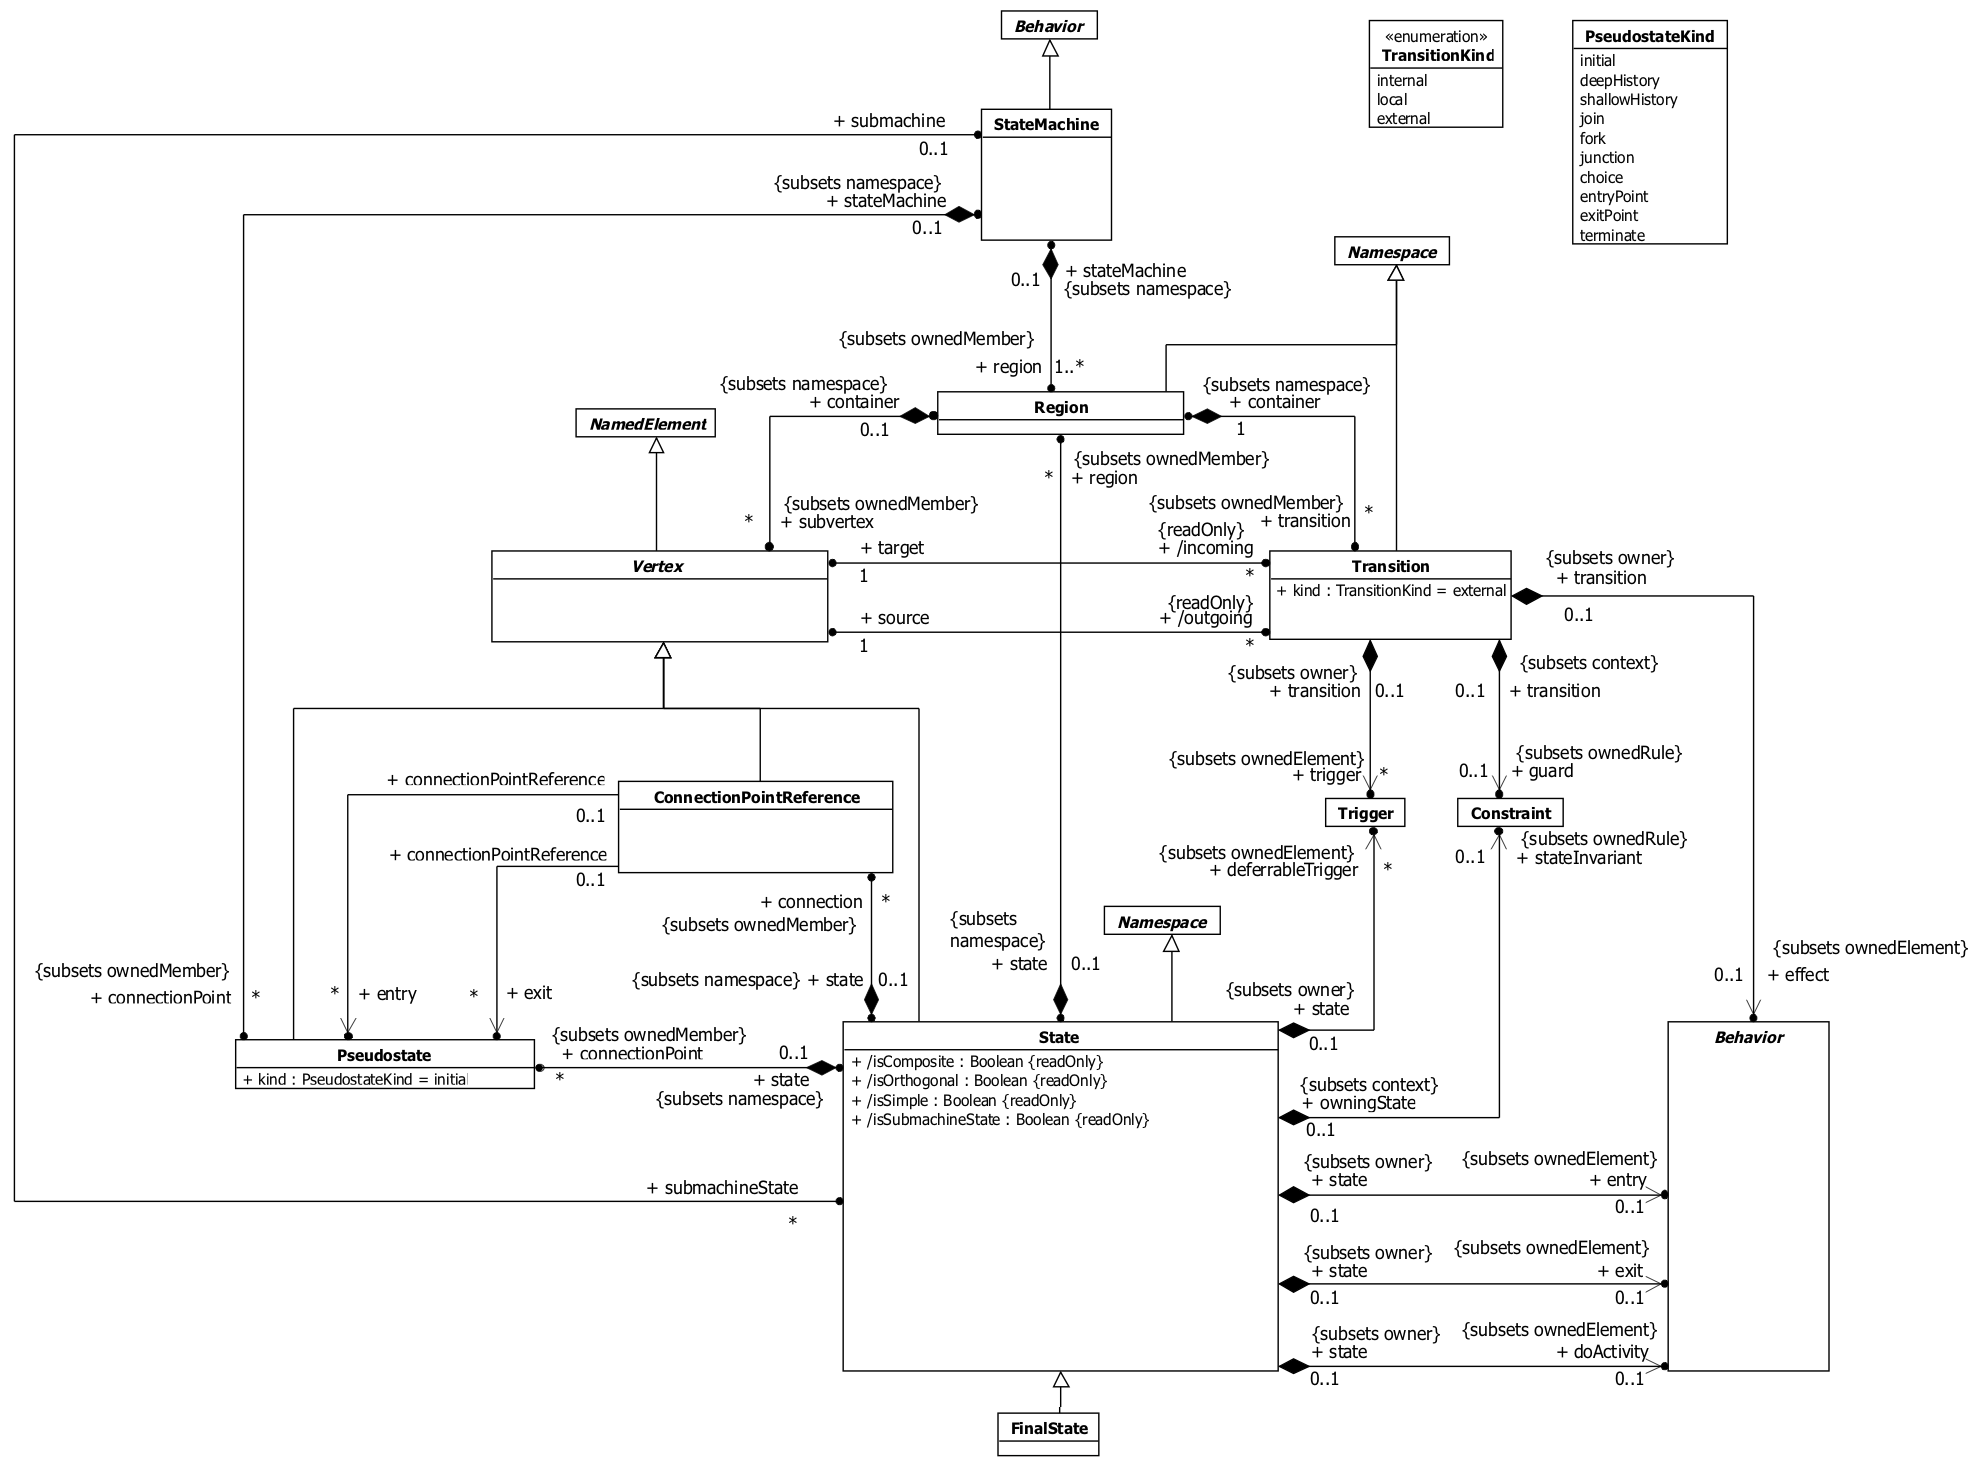 Behavior
«enumeration»
TransitionKind
internal
local
external
PseudostateKind
initial
deepHistory
shallowHistory
join
fork
junction
choice
entryPoint
exitPoint
terminate
+ submachine
0..1
StateMachine
{subsets namespace}
+ stateMachine
0..1
0..1
+ stateMachine
{subsets namespace}
Namespace
{subsets ownedMember}
+ region
1..*
{subsets namespace}
+ container
0..1
Region
{subsets namespace}
+ container
1
NamedElement
* {subsets ownedMember}
+ region
* {subsets ownedMember}
+ subvertex
{subsets ownedMember}
+ transition
*
Vertex
+ target
1
{readOnly}
+ /incoming
*
+ source
1
{readOnly}
+ /outgoing
*
Transition
+ kind : TransitionKind = external
{subsets owner}
+ transition
0..1
{subsets owner}
+ transition
0..1
{subsets context}
0..1
+ transition
{subsets ownedElement}
+ trigger
*
{subsets ownedRule}
0..1
+ guard
Trigger
Constraint
+ connectionPointReference
0..1
ConnectionPointReference
+ connectionPointReference
0..1
{subsets ownedElement}
+ deferrableTrigger
*
{subsets ownedRule}
0..1
+ stateInvariant
+ connection
*
{subsets ownedMember}
{subsets
namespace}
+ state
0..1
Namespace
{subsets ownedMember}
+ connectionPoint
*
* + entry
* + exit
{subsets namespace} + state
0..1
{subsets owner}
+ state
0..1
{subsets ownedElement}
0..1
+ effect
Pseudostate
+ kind : PseudostateKind = initial
{subsets ownedMember}
+ connectionPoint
*
0..1
+ state
{subsets namespace}
State
+ /isComposite : Boolean {readOnly}
+ /isOrthogonal : Boolean {readOnly}
+ /isSimple : Boolean {readOnly}
+ /isSubmachineState : Boolean {readOnly}
Behavior
{subsets context}
+ owningState
0..1
{subsets owner}
+ state
0..1
{subsets ownedElement}
+ entry
0..1
+ submachineState
*
{subsets owner}
+ state
0..1
{subsets ownedElement}
+ exit
0..1
{subsets owner}
+ state
0..1
{subsets ownedElement}
+ doActivity
0..1
FinalState